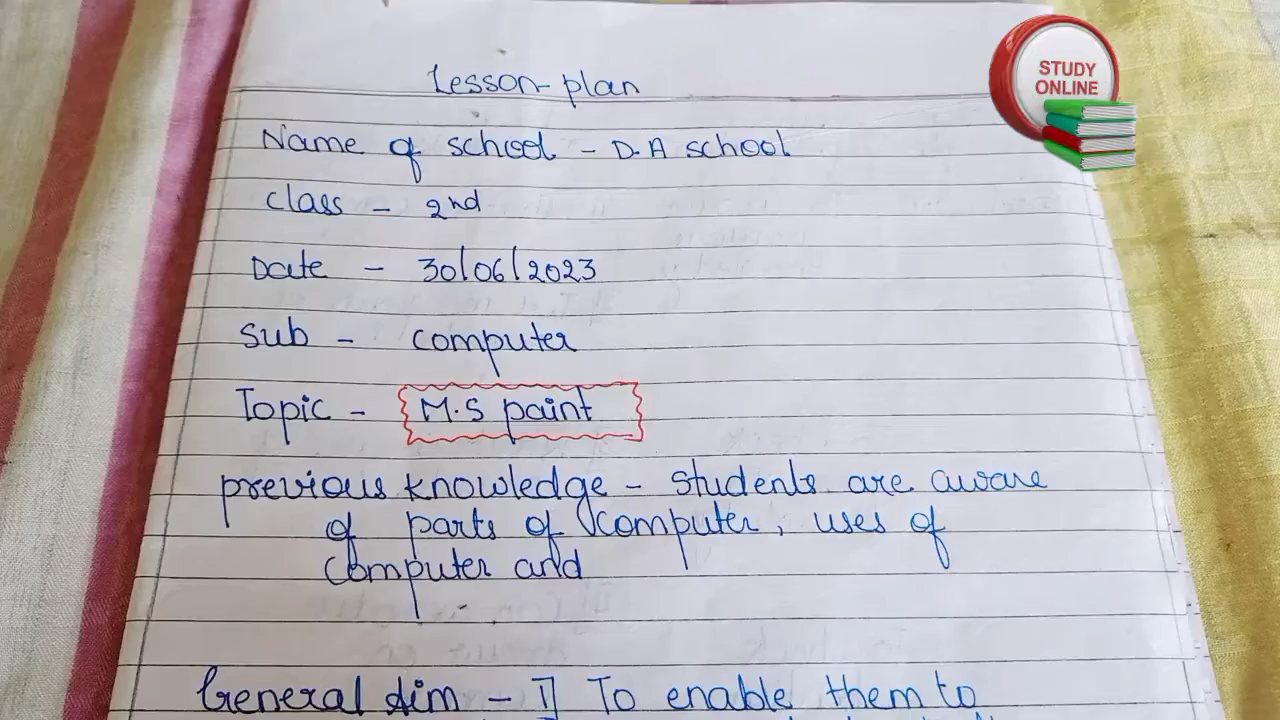 STUDY
ONLINE
Lesson-plan
Name of school - D.A school
class - 2nd
Date - 30/06/2023
Sub - computer
Topic - M.S paint
previous knowledge - students are aware
of parts of computer, uses of
computer and
General Aim - I] To enable them to